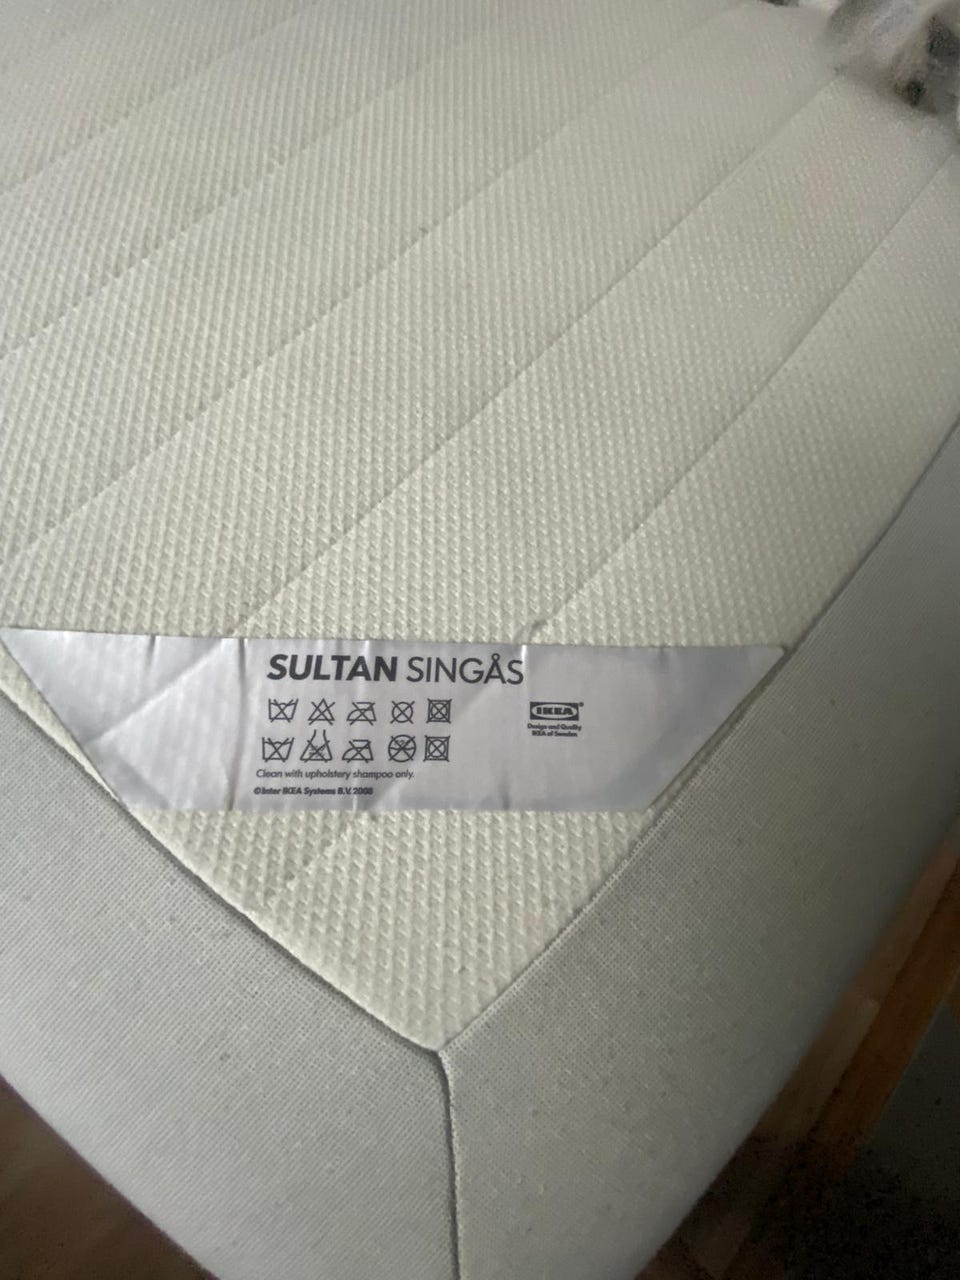 SULTAN SINGÅS
IKEA®
Design and Quality
IKEA of Sweden
Clean with upholstery shampoo only.
©Inter IKEA Systems B.V. 2008